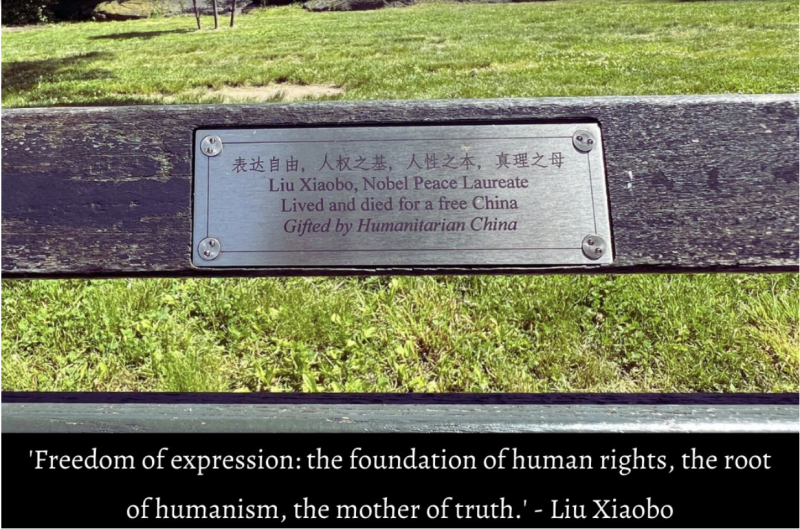 表达自由，人权之基，人性之本，真理之母
Liu Xiaobo, Nobel Peace Laureate
Lived and died for a free China
Gifted by Humanitarian China
'Freedom of expression: the foundation of human rights, the root
of humanism, the mother of truth.' - Liu Xiaobo